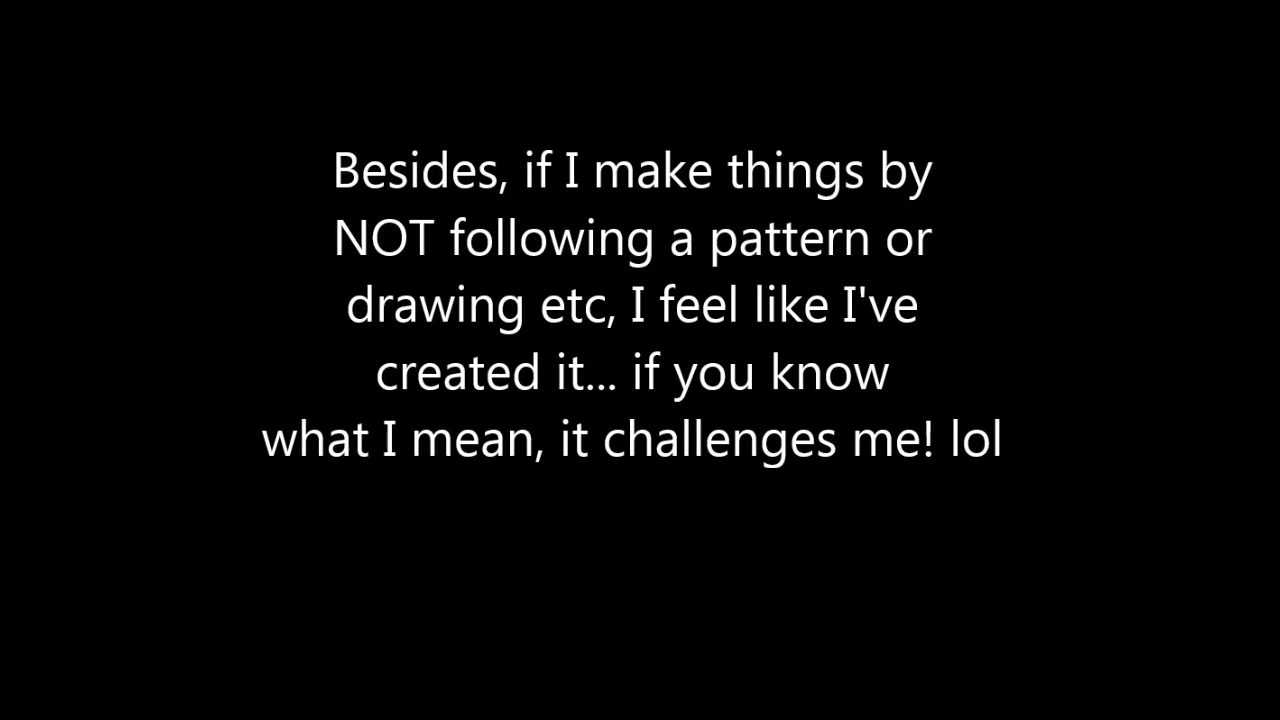 Besides, if I make things by
NOT following a pattern or
drawing etc, I feel like I've
created it... if you know
what I mean, it challenges me! lol